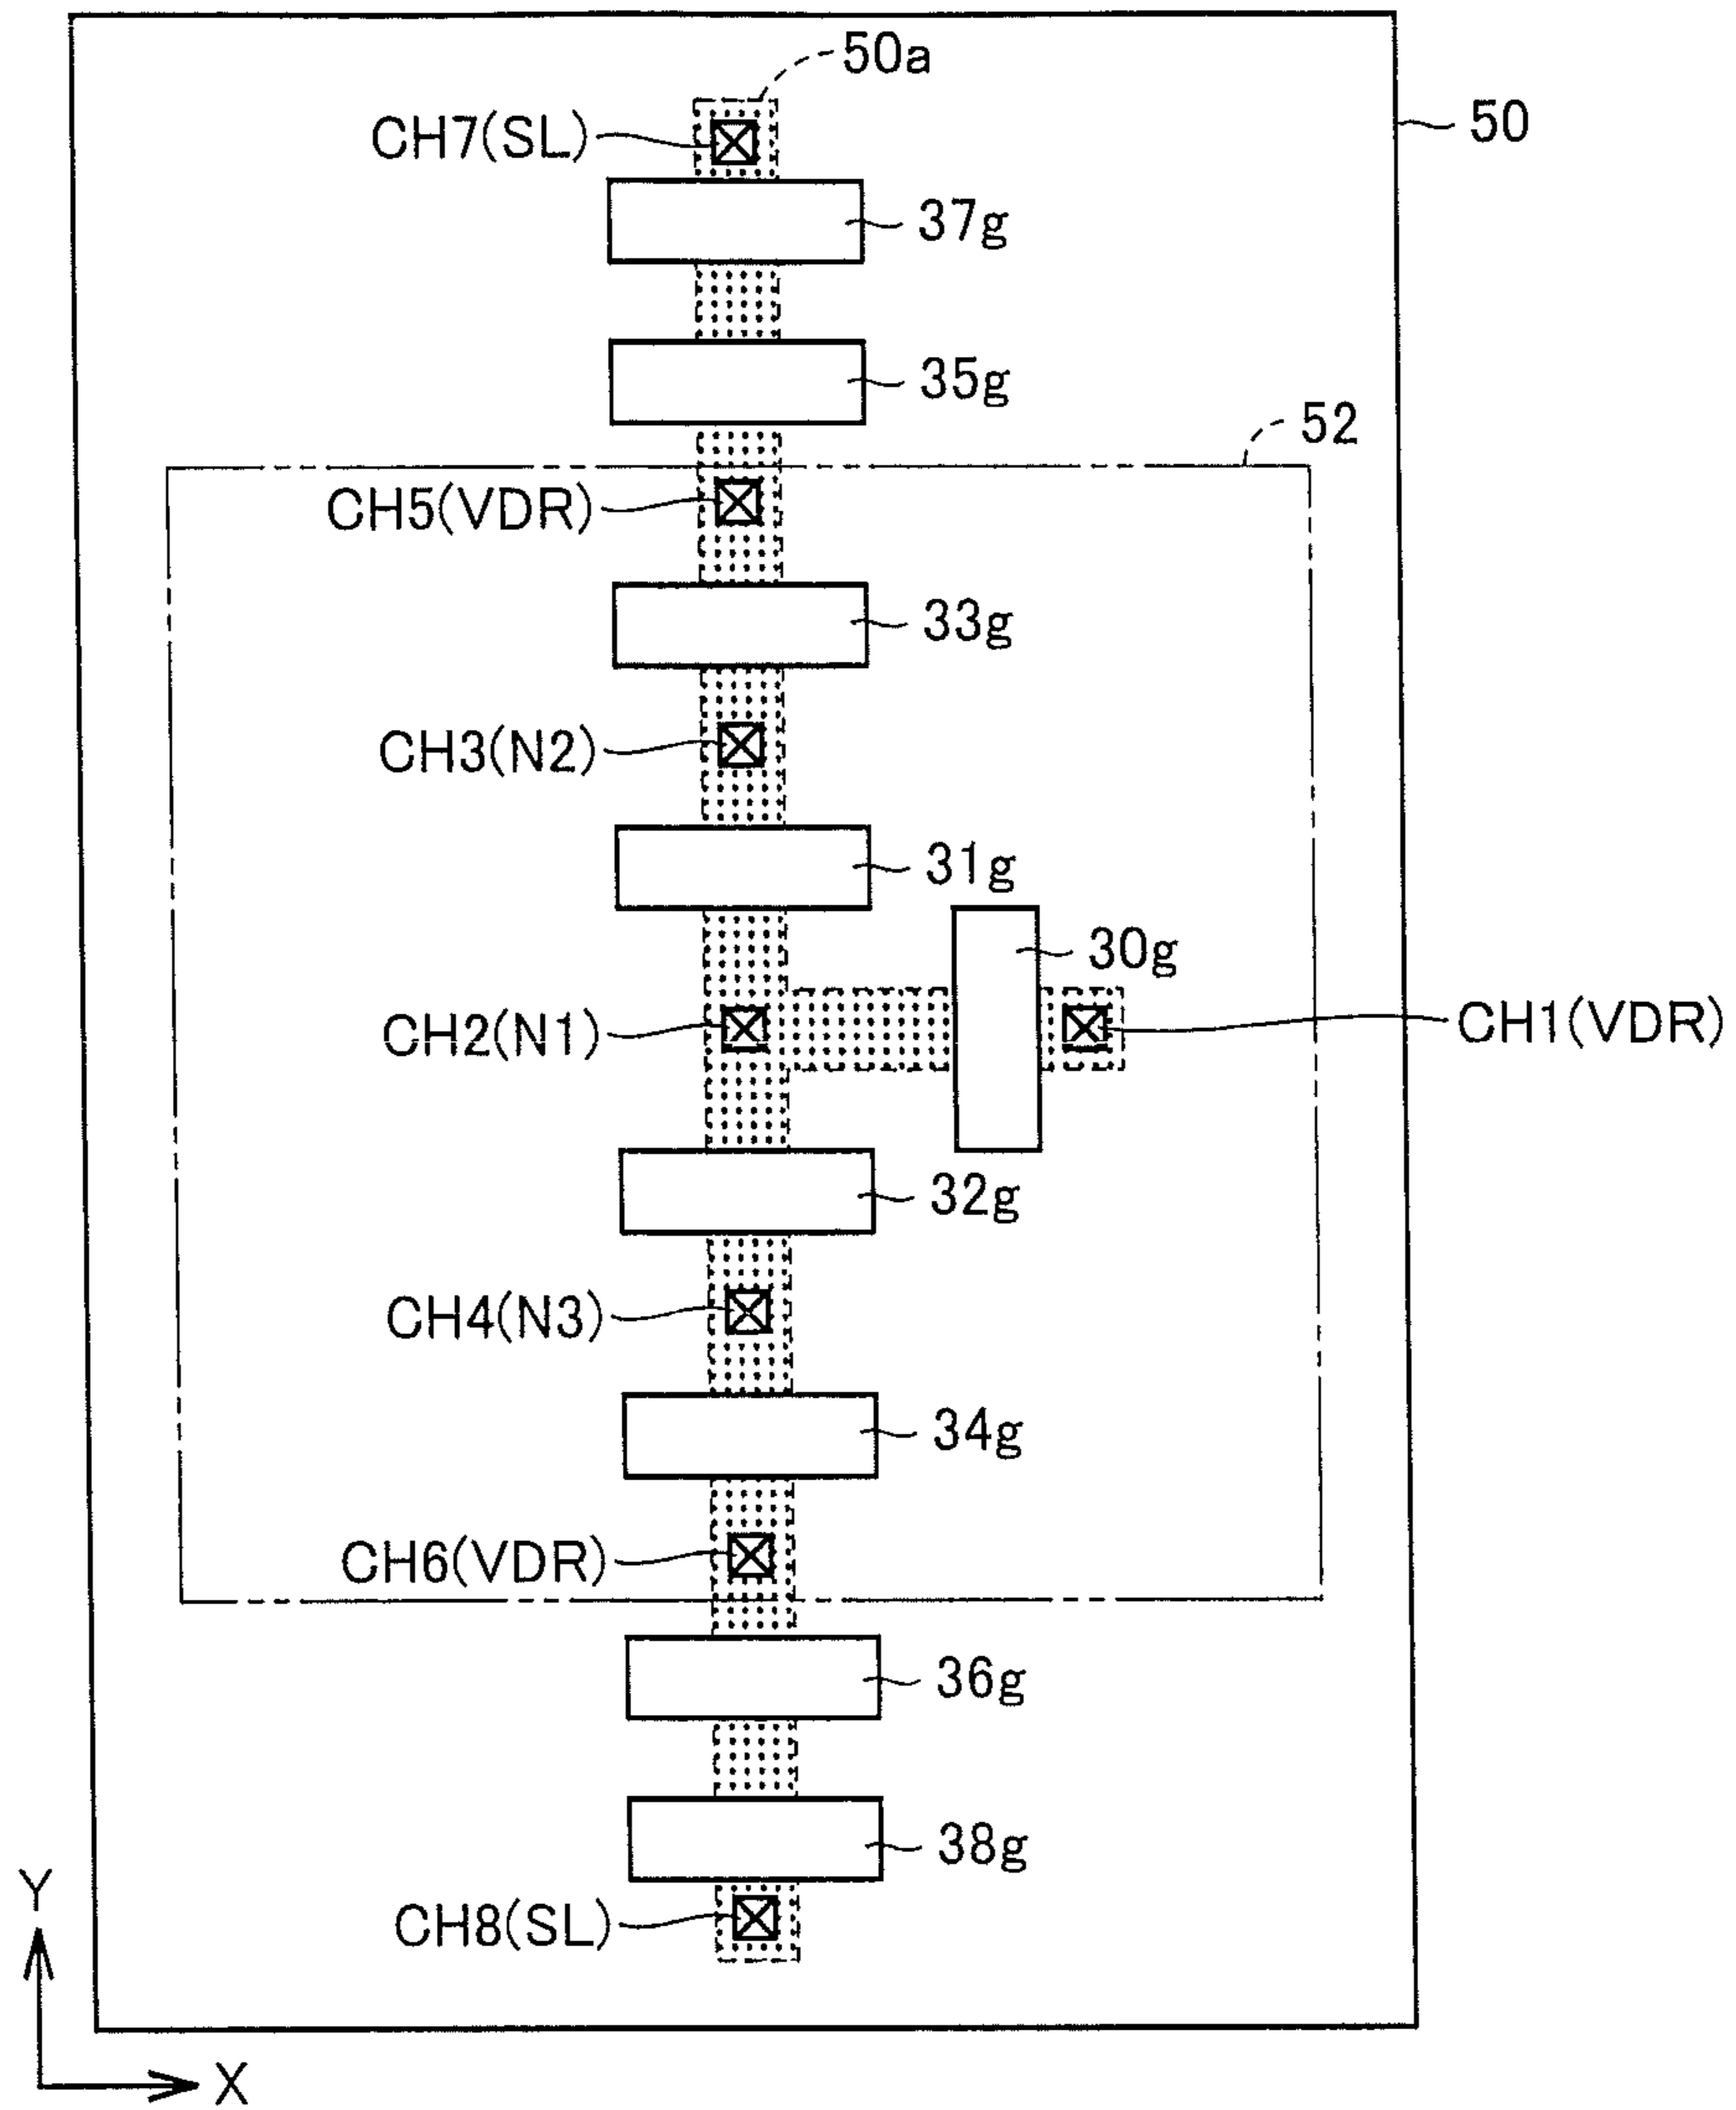 50a
50
CH7(SL)
37g
35g
52
CH5(VDR)
33g
CH3(N2)
31g
30g
CH2(N1)
CH1(VDR)
32g
CH4(N3)
34g
CH6(VDR)
36g
38g
Y
CH8(SL)
X